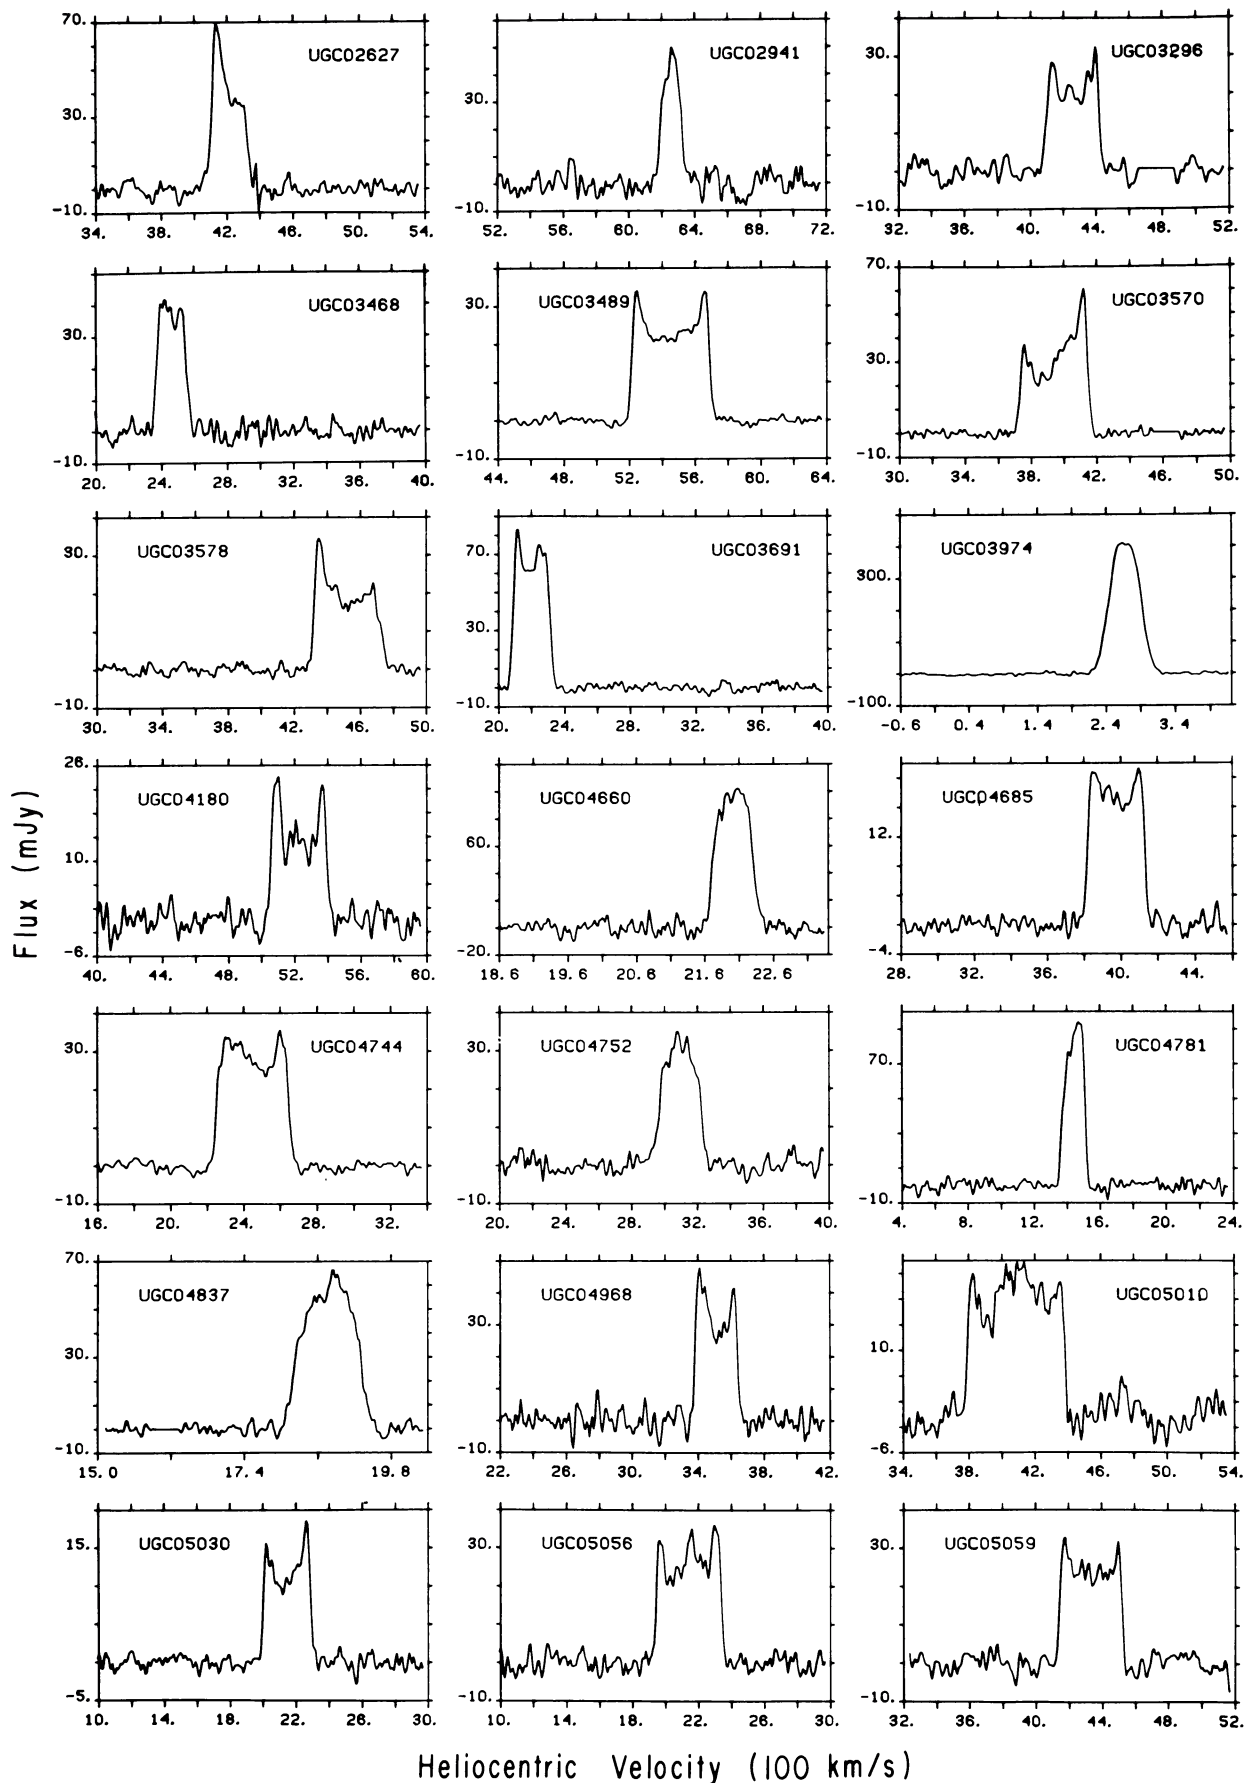 70.
30.
-10.
34. 38. 42. 46. 50. 54.
UGC02627
30.
-10.
52. 56. 60. 64. 68. 72.
UGC02941
30.
-10.
32. 36. 40. 44. 48. 52.
UGC03296
30.
-10.
20. 24. 28. 32. 36. 40.
UGC03468
30.
-10.
44. 48. 52. 56. 60. 64.
UGC03489
70.
30.
-10.
30. 34. 38. 42. 46. 50.
UGC03570
30.
-10.
30. 34. 38. 42. 46. 50.
UGC03578
70.
30.
-10.
20. 24. 28. 32. 36. 40.
UGC03691
300.
-100.
-0.6 0.4 1.4 2.4 3.4
UGC03974
26.
10.
-6.
40. 44. 48. 52. 56. 60.
UGC04180
60.
-20.
18.6 19.6 20.6 21.6 22.6
UGC04660
12.
-4.
28. 32. 36. 40. 44.
UGC04685
30.
-10.
16. 20. 24. 28. 32.
UGC04744
30.
-10.
20. 24. 28. 32. 36. 40.
UGC04752
70.
-10.
4. 8. 12. 16. 20. 24.
UGC04781
70.
30.
-10.
15.0 17.4 19.8
UGC04837
30.
-10.
22. 26. 30. 34. 38. 42.
UGC04968
10.
-6.
34. 38. 42. 46. 50. 54.
UGC05010
15.
-5.
10. 14. 18. 22. 26. 30.
UGC05030
30.
-10.
10. 14. 18. 22. 26. 30.
UGC05056
30.
-10.
32. 36. 40. 44. 48. 52.
UGC05059
Flux (mJy)
Heliocentric Velocity (100 km/s)